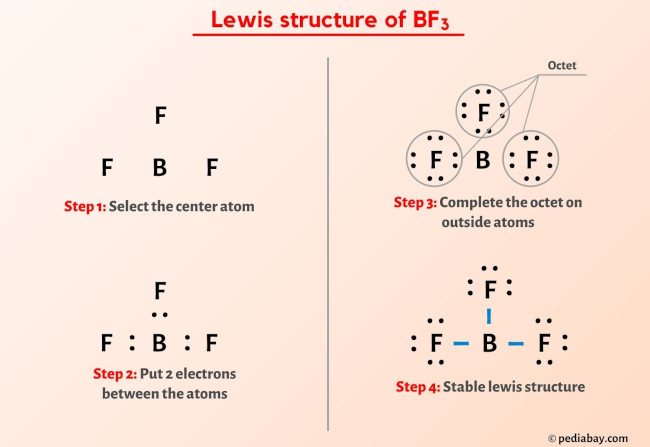 Lewis structure of BF₃
F
F B F
Step 1: Select the center atom
F
F : B : F
Step 2: Put 2 electrons
between the atoms
Octet
F
F B F
Step 3: Complete the octet on
outside atoms
F
F B F
Step 4: Stable lewis structure
© pediabay.com